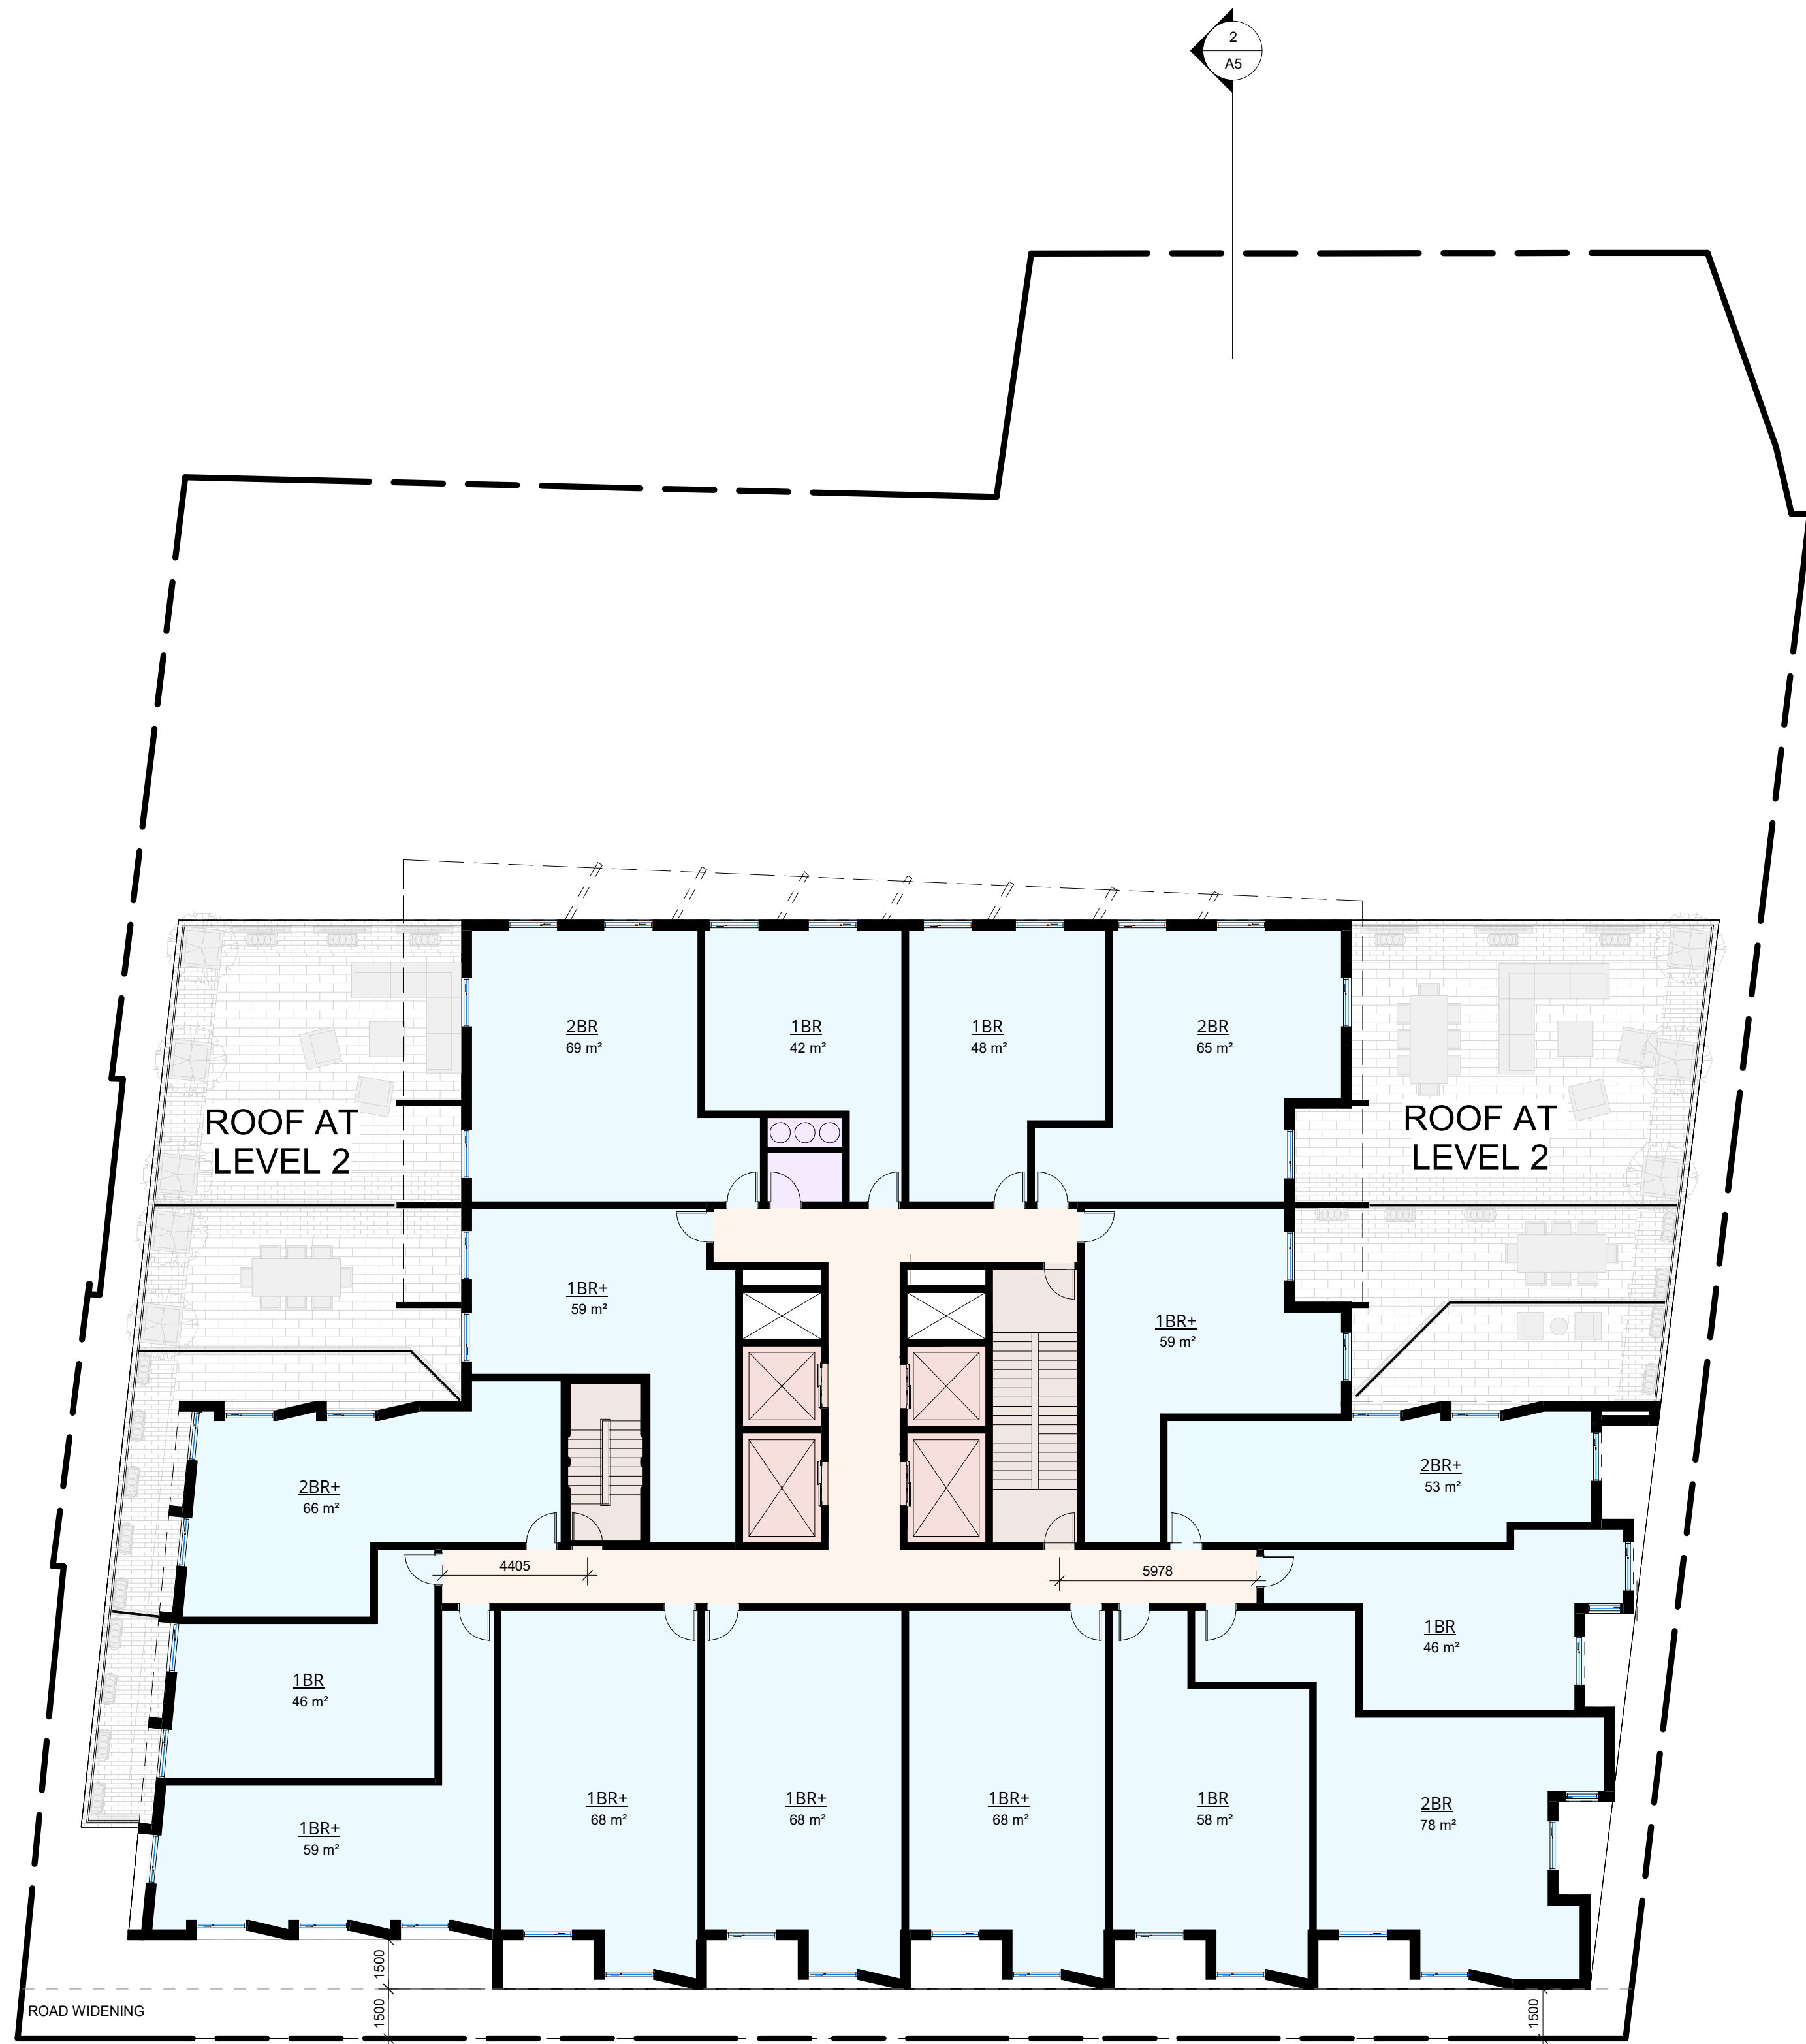 2
A5
2BR
69 m²
1BR
42 m²
1BR
48 m²
2BR
65 m²
ROOF AT
LEVEL 2
ROOF AT
LEVEL 2
1BR+
59 m²
1BR+
59 m²
2BR+
66 m²
2BR+
53 m²
4405
5978
1BR
46 m²
1BR
46 m²
1BR+
59 m²
1BR+
68 m²
1BR+
68 m²
1BR+
68 m²
1BR
58 m²
2BR
78 m²
1500
ROAD WIDENING
1500
1500